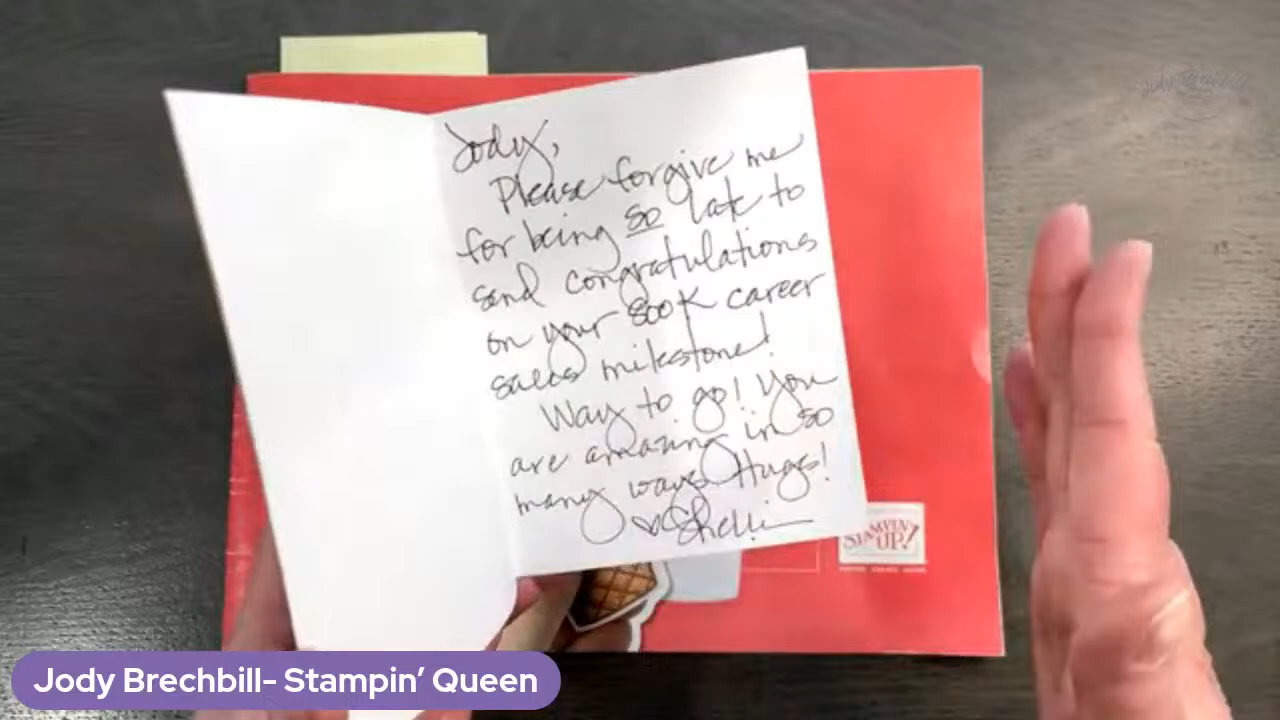 Jody,
Please forgive me
for being so late to
send congratulations
on your 800K career
sales milestone!
Way to go! You
are amazing in so
many ways. Hugs!
♡ Shelli
STAMPIN' UP!
Jody Brechbill- Stampin' Queen